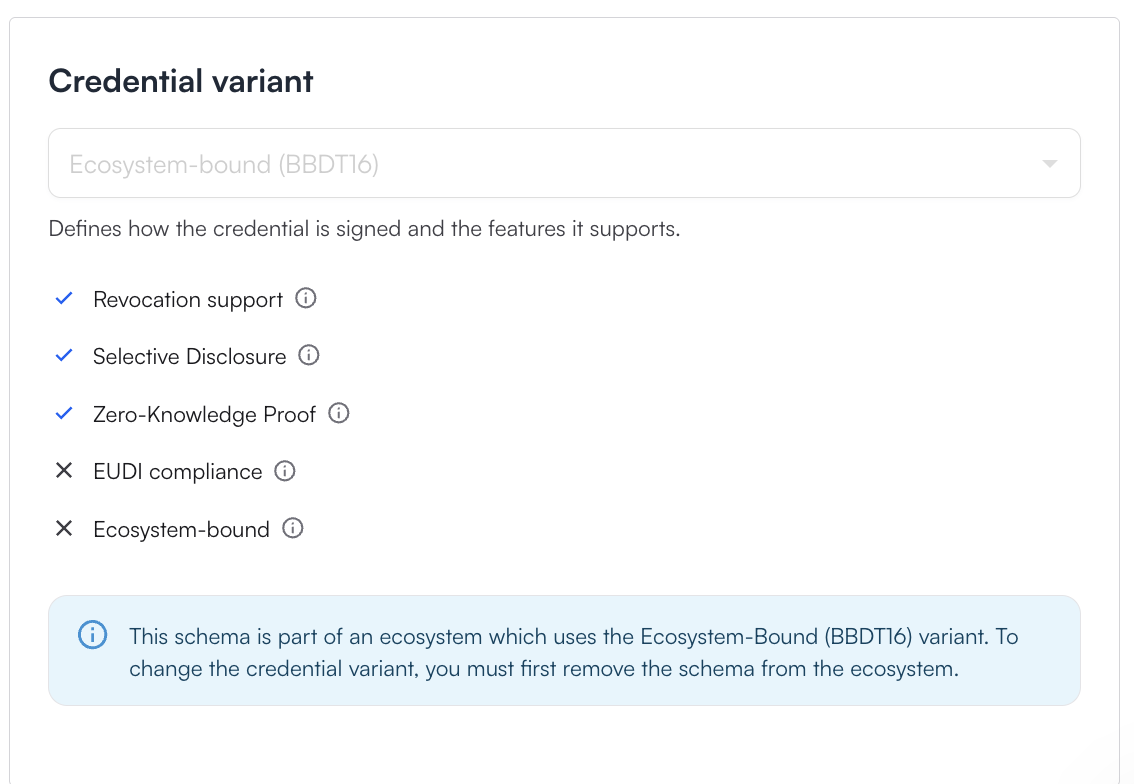 Credential variant
Ecosystem-bound (BBDT16)
Defines how the credential is signed and the features it supports.
Revocation support
Selective Disclosure
Zero-Knowledge Proof
EUDI compliance
Ecosystem-bound
This schema is part of an ecosystem which uses the Ecosystem-Bound (BBDT16) variant. To
change the credential variant, you must first remove the schema from the ecosystem.